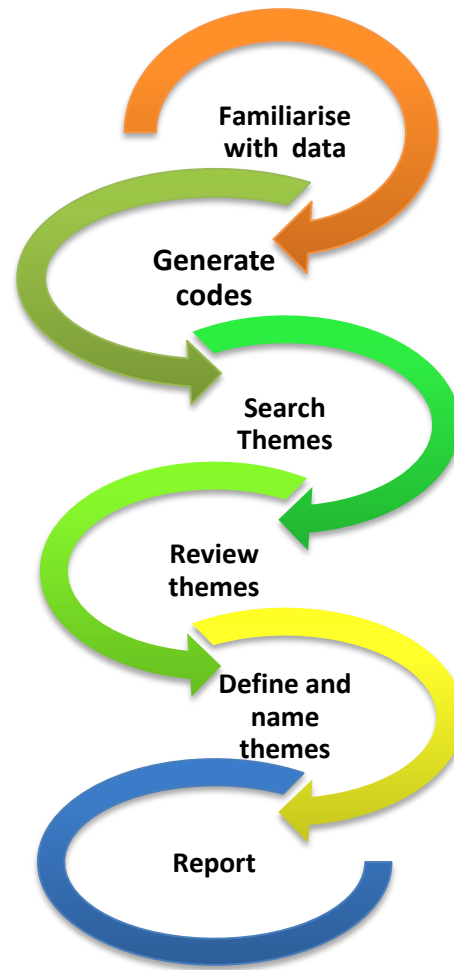 Familiarise
with data
Generate
codes
Search
Themes
Review
themes
Define and
name
themes
Report